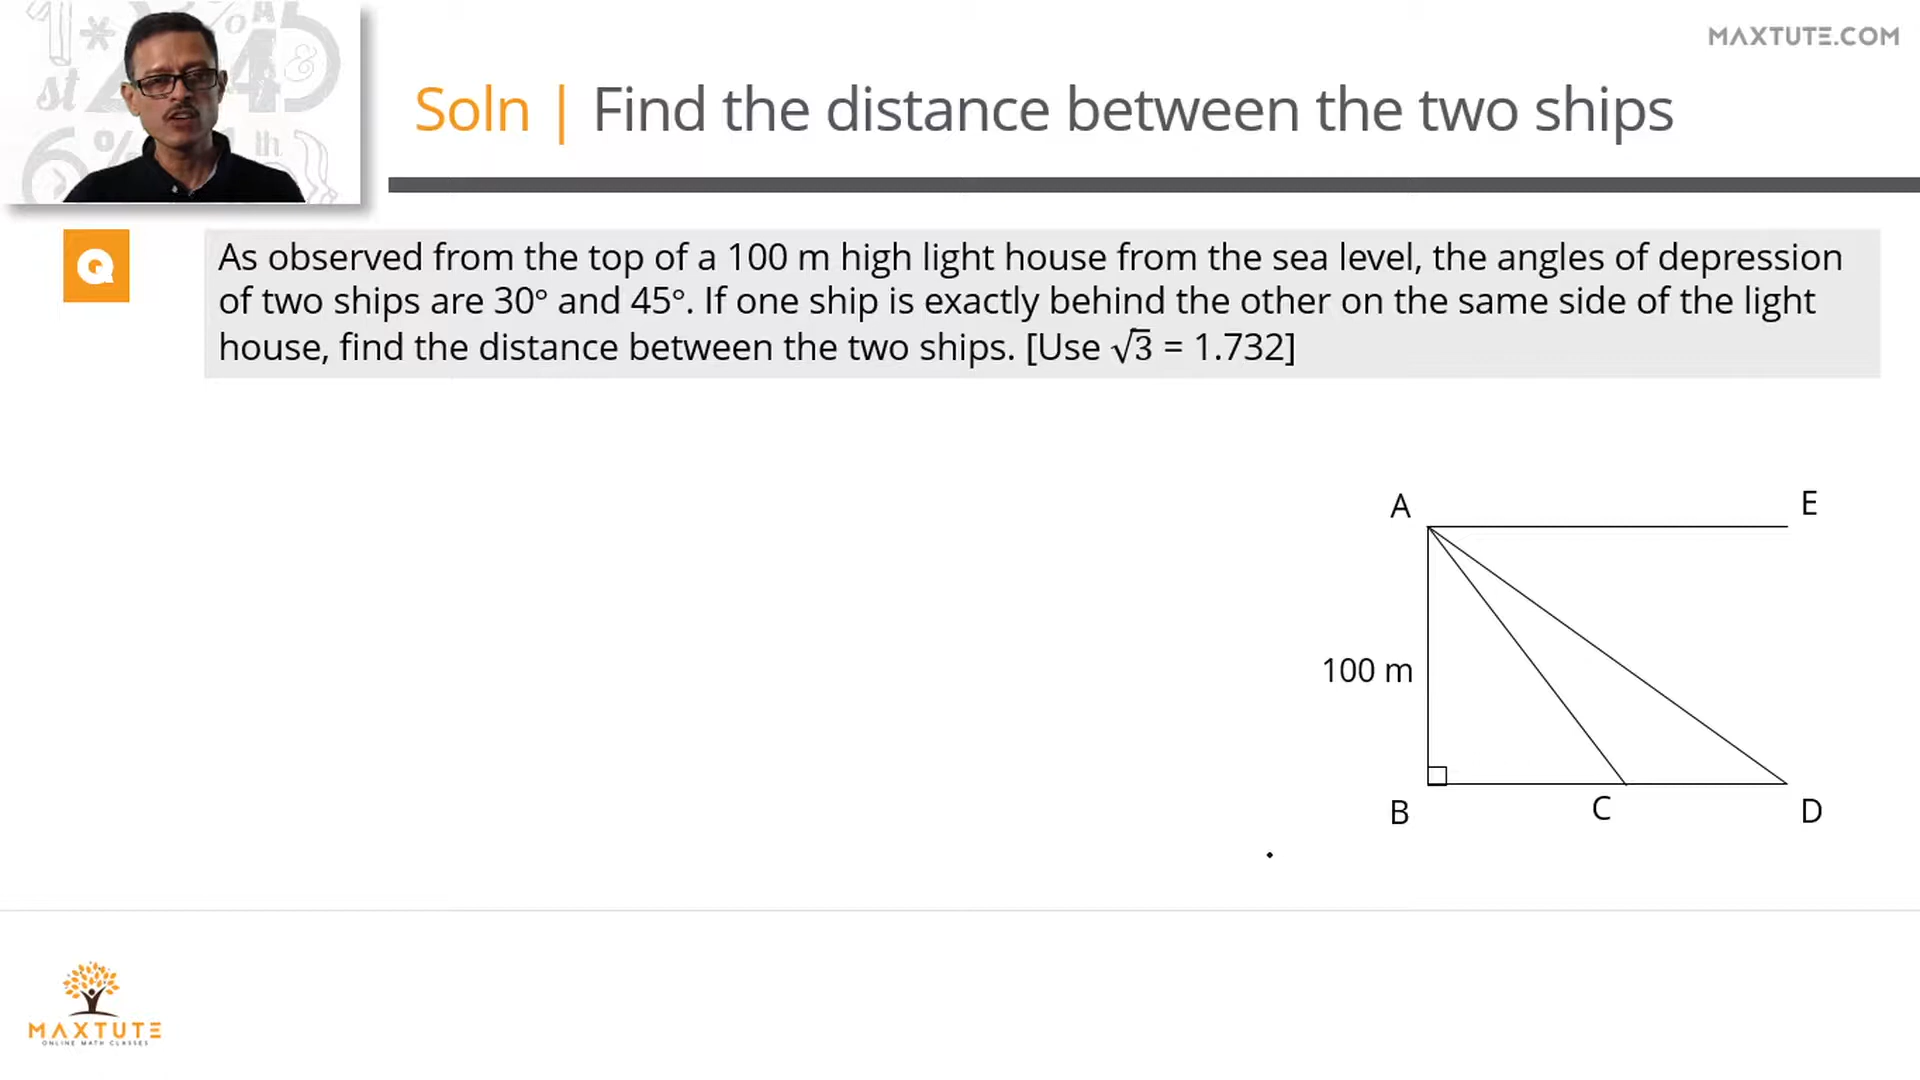 MAXTUTE.COM
Soln | Find the distance between the two ships
Q
As observed from the top of a 100 m high light house from the sea level, the angles of depression
of two ships are 30° and 45°. If one ship is exactly behind the other on the same side of the light
house, find the distance between the two ships. [Use √3 = 1.732]
A
E
100 m
B
C
D
MAXTUTE
ONLINE MATH CLASSES